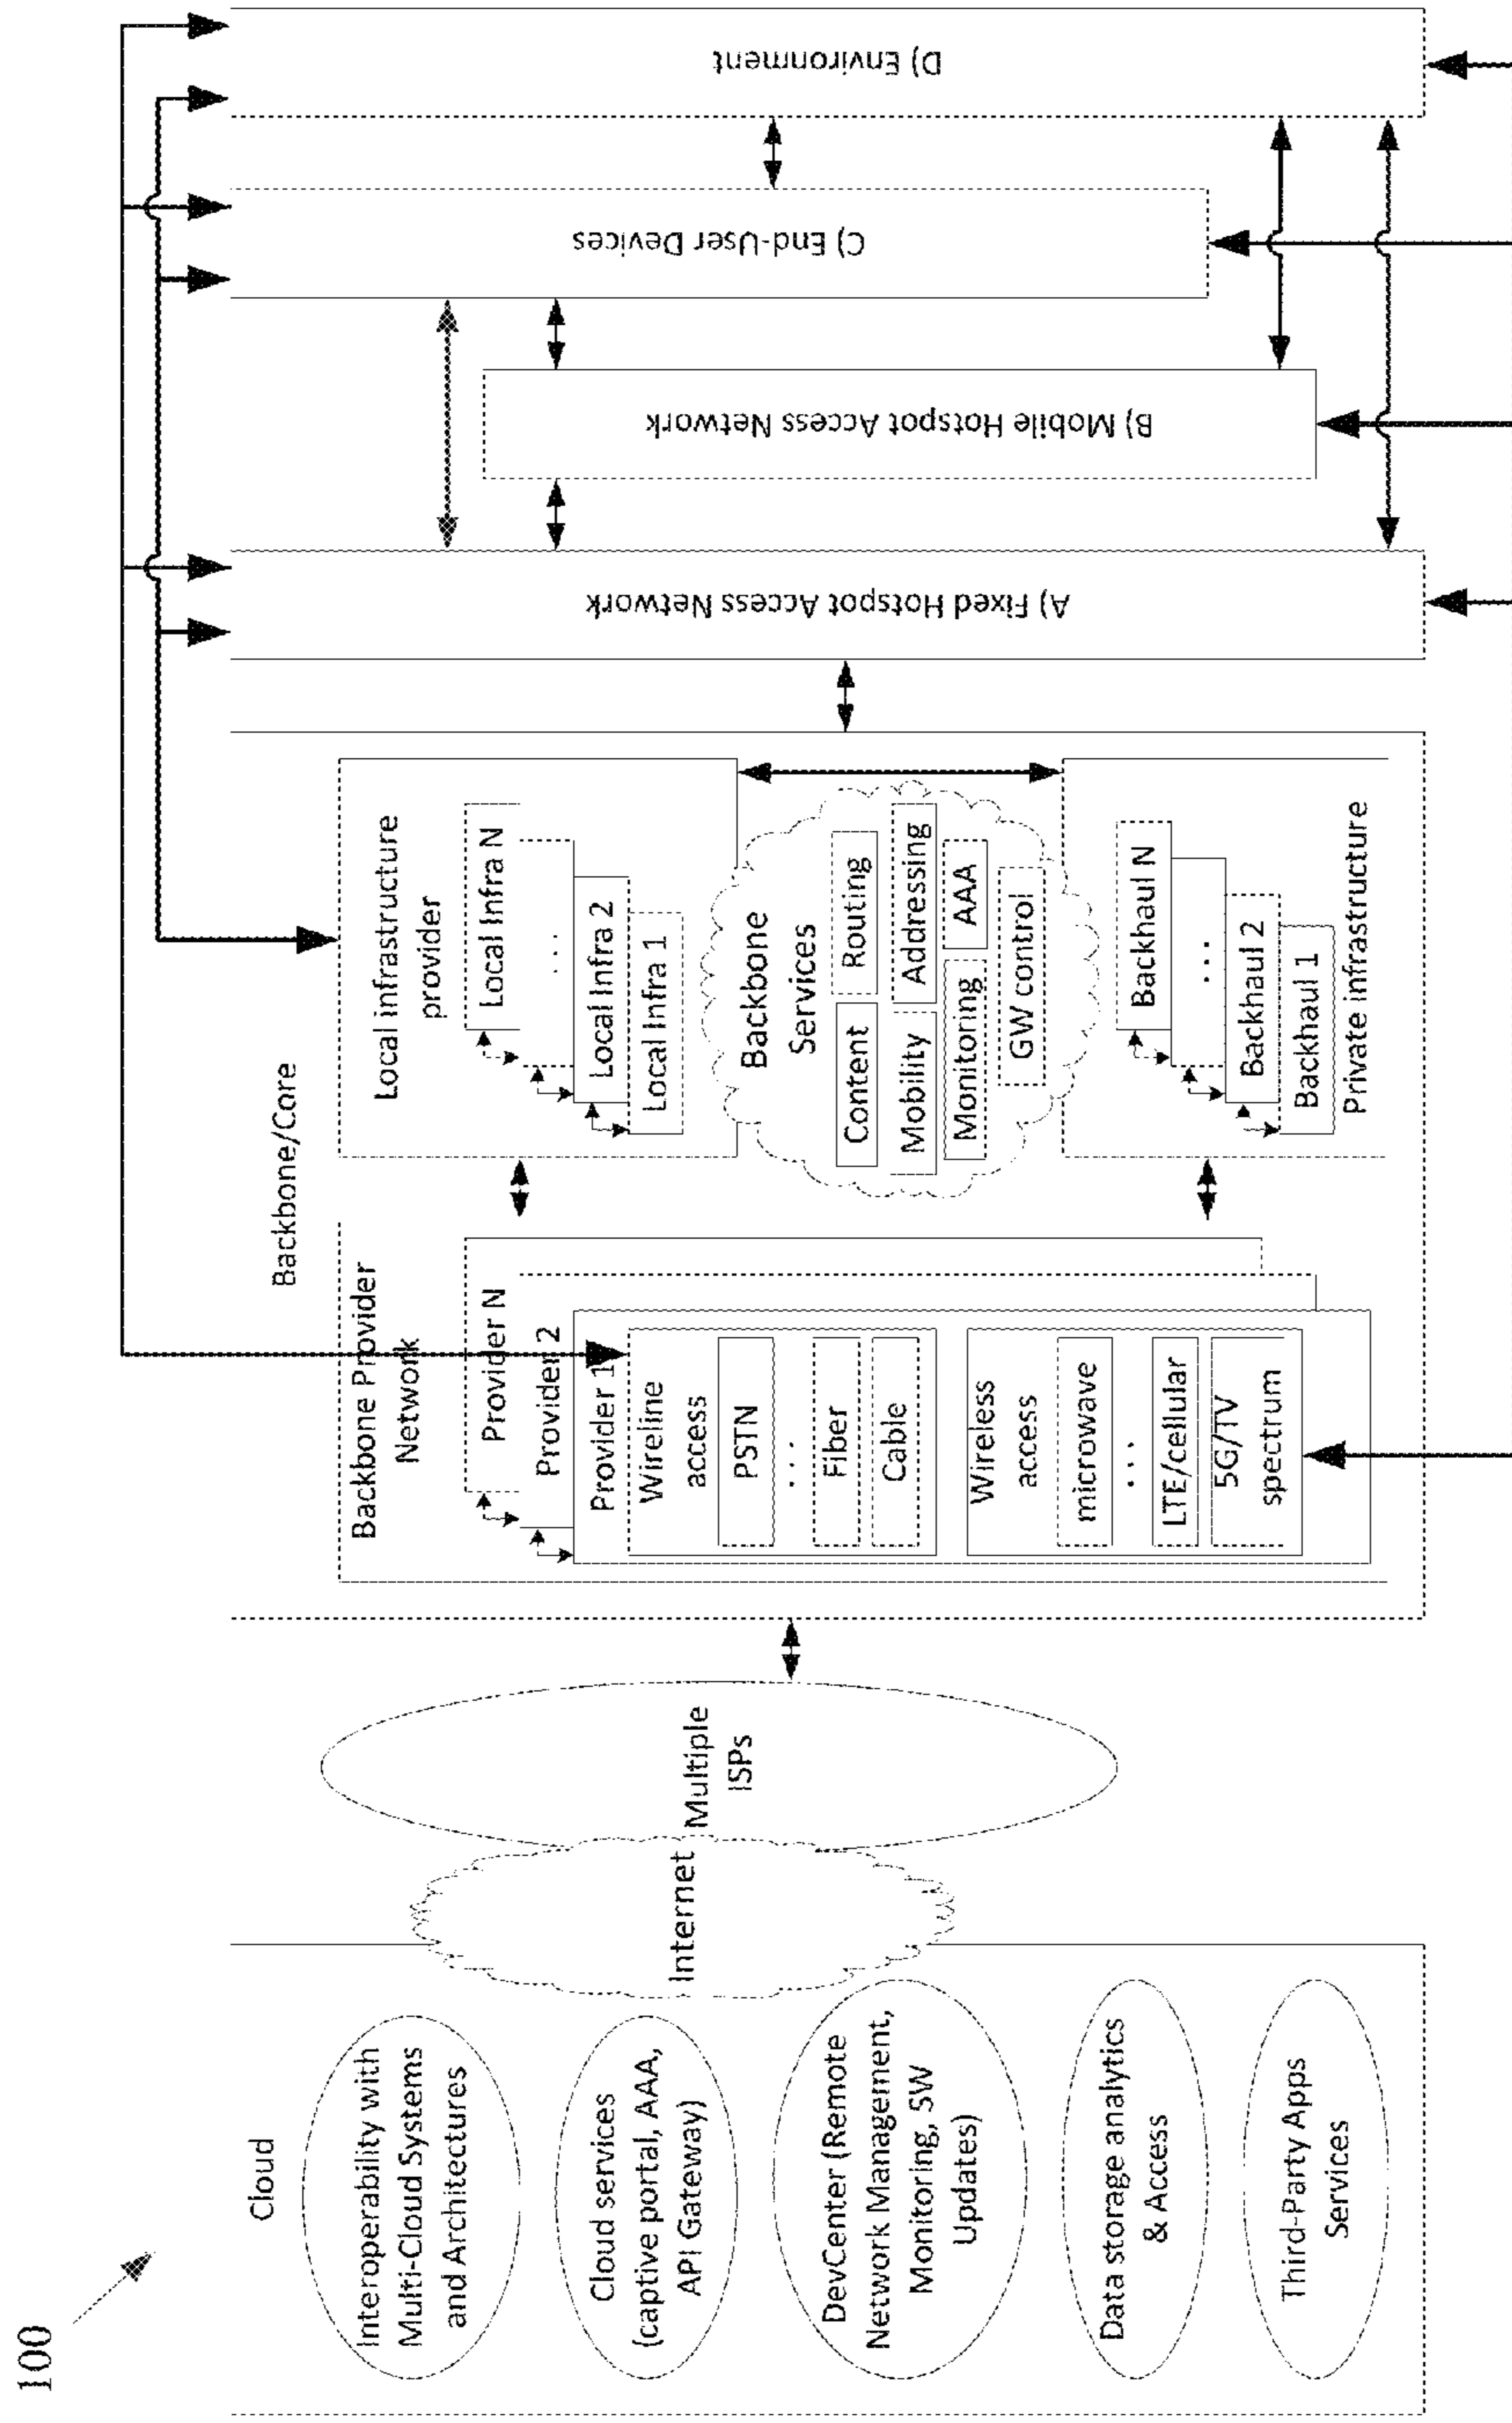 100
Cloud
Interoperability with
Multi-Cloud Systems
and Architectures
Cloud services
(captive portal, AAA,
API Gateway)
DevCenter (Remote
Network Management,
Monitoring, SW
Updates)
Data storage analytics
& Access
Third-Party Apps
Services
Internet
Multiple
ISPs
Backbone/Core
Backbone Provider
Network
Provider N
Provider 2
Provider 1
Wireline
access
PSTN
...
Fiber
Cable
Wireless
access
microwave
...
LTE/cellular
5G/TV
spectrum
Local infrastructure
provider
Local Infra N
...
Local Infra 2
Local Infra 1
Backbone
Services
Content
Routing
Mobility
Addressing
Monitoring
AAA
GW control
Backhaul N
...
Backhaul 2
Backhaul 1
Private infrastructure
A) Fixed Hotspot Access Network
B) Mobile Hotspot Access Network
C) End-User Devices
D) Environment